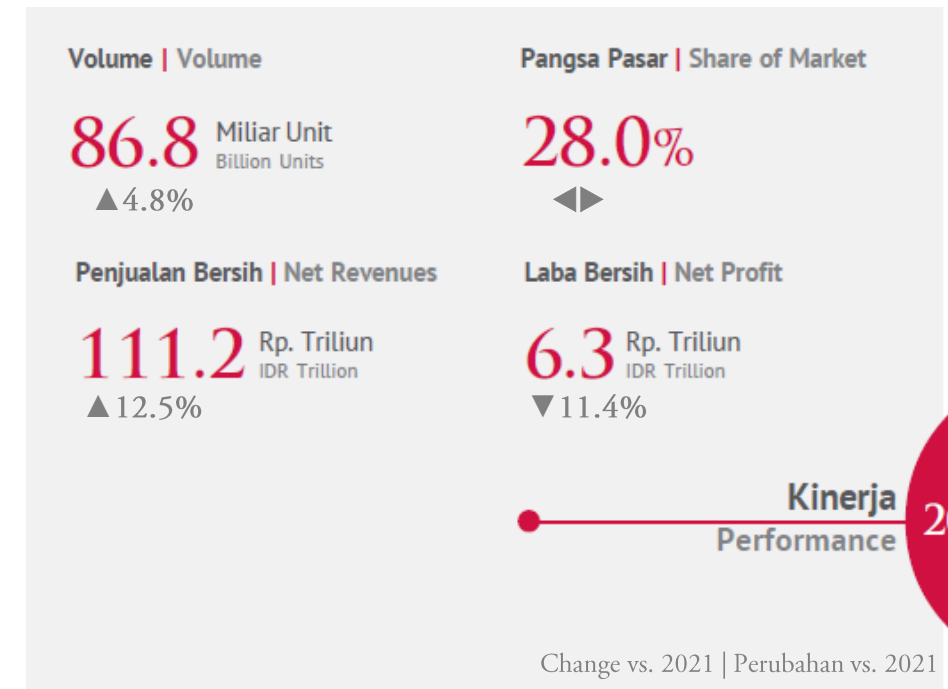 Volume | Volume
86.8 Miliar Unit
Billion Units
▲4.8%
Pangsa Pasar | Share of Market
28.0%
◀▶
Penjualan Bersih | Net Revenues
111.2 Rp. Triliun
IDR Trillion
▲12.5%
Laba Bersih | Net Profit
6.3 Rp. Triliun
IDR Trillion
▼11.4%
Kinerja
Performance
Change vs. 2021 | Perubahan vs. 2021